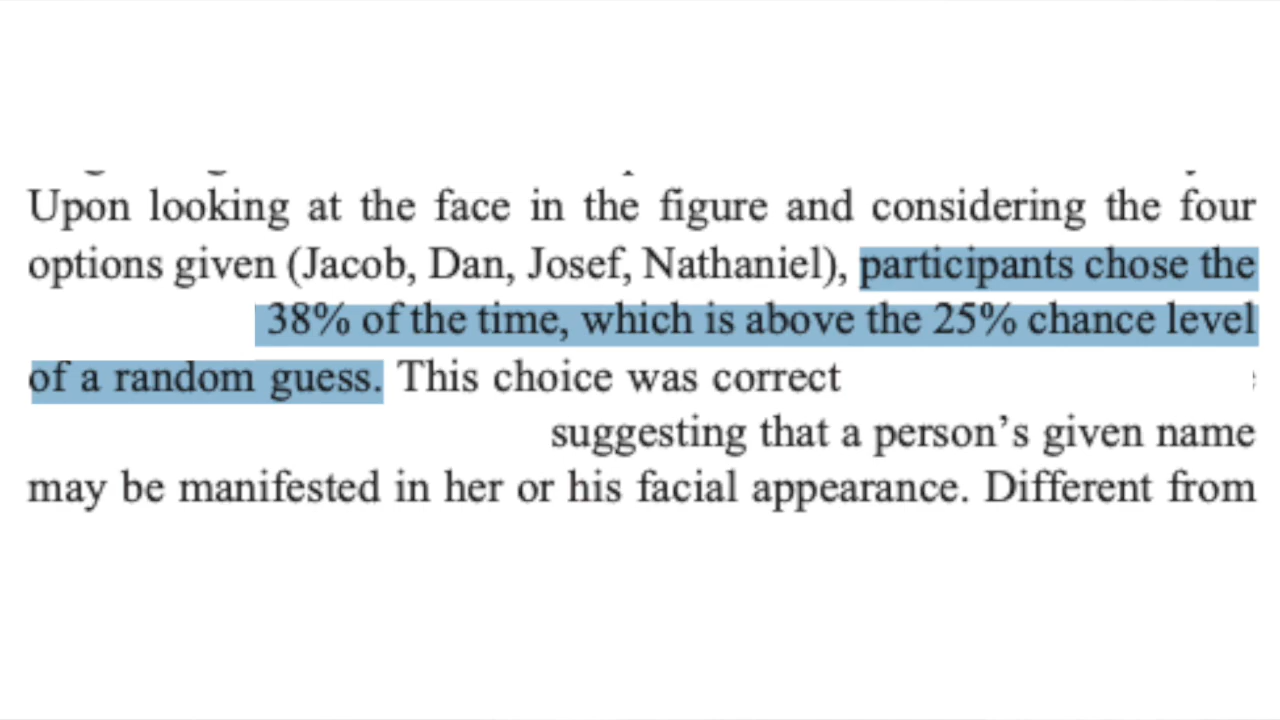 Upon looking at the face in the figure and considering the four
options given (Jacob, Dan, Josef, Nathaniel), participants chose the
38% of the time, which is above the 25% chance level
of a random guess. This choice was correct
suggesting that a person’s given name
may be manifested in her or his facial appearance. Different from